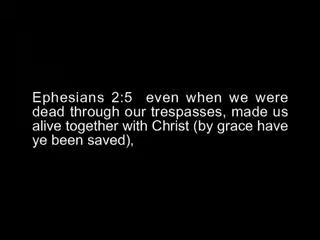 Ephesians 2:5  even when we were
dead through our trespasses, made us
alive together with Christ (by grace have
ye been saved),